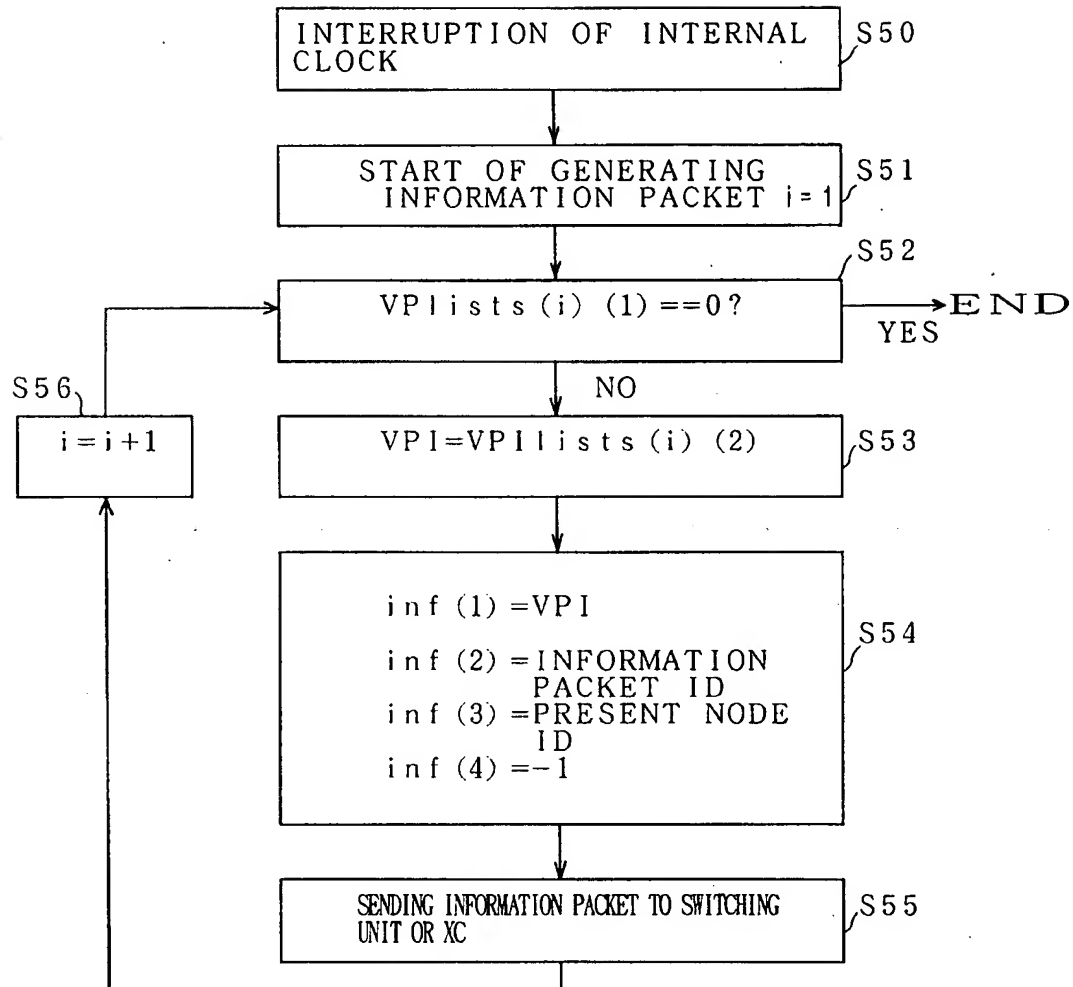 INTERRUPTION OF INTERNAL
CLOCK
S50
START OF GENERATING
INFORMATION PACKET i=1
S51
S52
VPlists(i) (1)==0?
END
YES
NO
S56
i=i+1
VPI=VPIlists(i) (2)
S53
inf(1)=VPI
inf(2)=INFORMATION
PACKET ID
inf(3)=PRESENT NODE
ID
inf(4)=-1
S54
SENDING INFORMATION PACKET TO SWITCHING
UNIT OR XC
S55